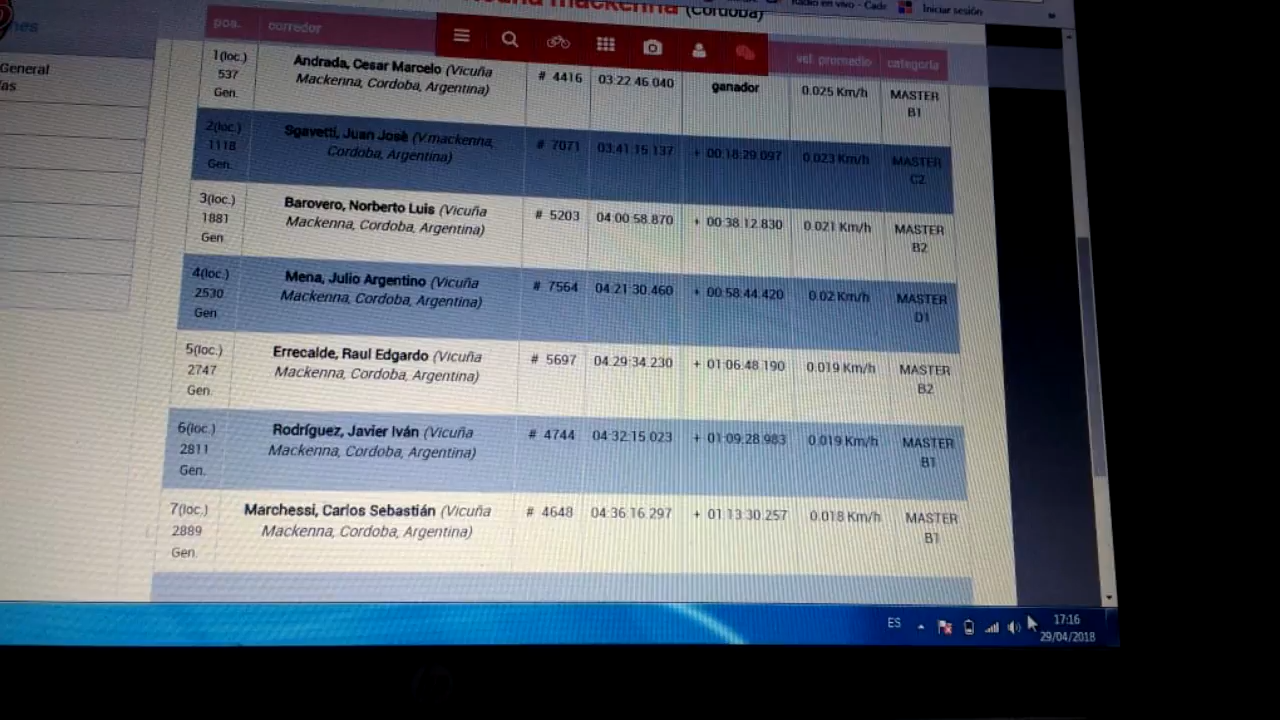 (Cordoba)
Radio en vivo - Cade
Iniciar sesión
nes
pos.
corredor
vel. promedio
categoría
General
ías
1(loc.)
537
Gen.
Andrada, Cesar Marcelo (Vicuña
Mackenna, Cordoba, Argentina)
# 4416
03:22:46.040
ganador
0.025 Km/h
MASTER
B1
2(loc.)
1118
Gen.
Sgavetti, Juan Josè (V.mackenna,
Cordoba, Argentina)
# 7071
03:41:15.137
+ 00:18:29.097
0.023 Km/h
MASTER
C2
3(loc.)
1881
Gen.
Barovero, Norberto Luis (Vicuña
Mackenna, Cordoba, Argentina)
# 5203
04:00:58.870
+ 00:38:12.830
0.021 Km/h
MASTER
B2
4(loc.)
2530
Gen.
Mena, Julio Argentino (Vicuña
Mackenna, Cordoba, Argentina)
# 7564
04:21:30.460
+ 00:58:44.420
0.02 Km/h
MASTER
D1
5(loc.)
2747
Gen.
Errecalde, Raul Edgardo (Vicuña
Mackenna, Cordoba, Argentina)
# 5697
04:29:34.230
+ 01:06:48.190
0.019 Km/h
MASTER
B2
6(loc.)
2811
Gen.
Rodríguez, Javier Iván (Vicuña
Mackenna, Cordoba, Argentina)
# 4744
04:32:15.023
+ 01:09:28.983
0.019 Km/h
MASTER
B1
7(loc.)
2889
Gen.
Marchessi, Carlos Sebastián (Vicuña
Mackenna, Cordoba, Argentina)
# 4648
04:36:16.297
+ 01:13:30.257
0.018 Km/h
MASTER
B1
ES
17:16
29/04/2018